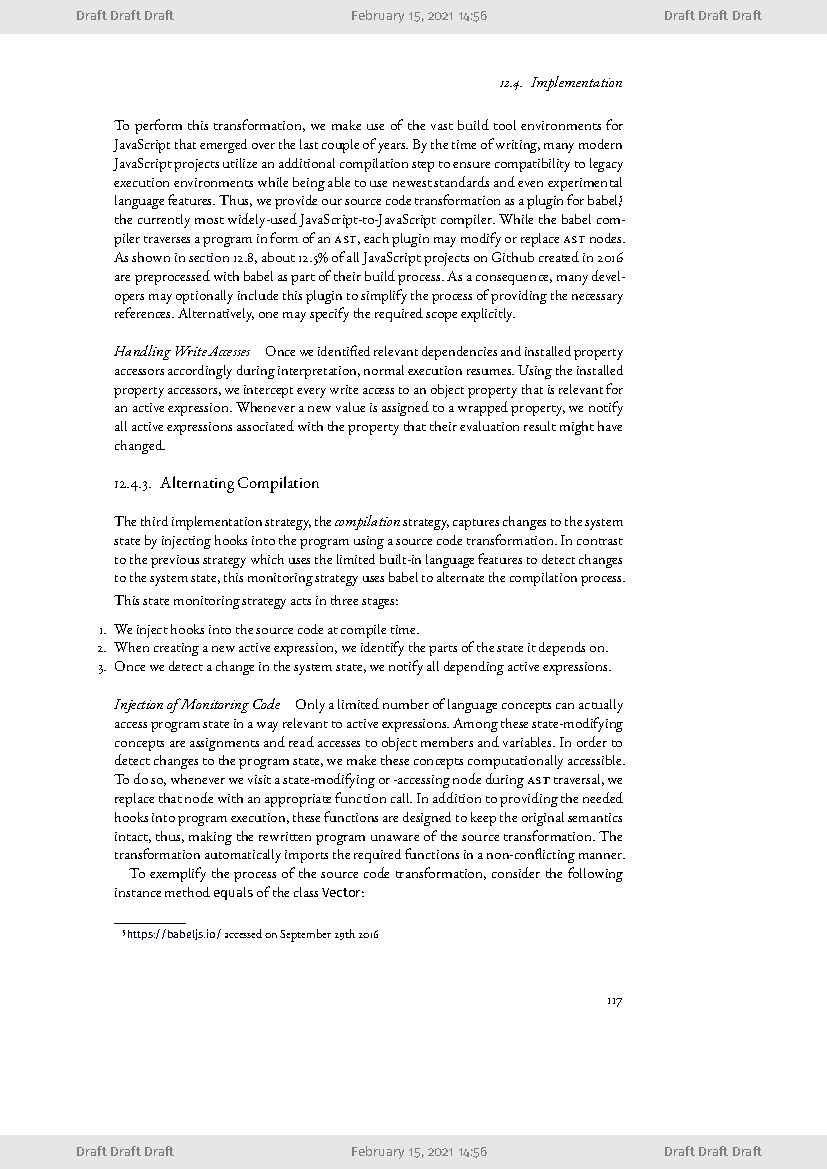 Draft Draft Draft February 15, 2021 14:56 Draft Draft Draft
12.4. Implementation
To perform this transformation, we make use of the vast build tool environments for
JavaScript that emerged over the last couple of years. By the time of writing, many modern
JavaScript projects utilize an additional compilation step to ensure compatibility to legacy
execution environments while being able to use newest standards and even experimental
language features. Thus, we provide our source code transformation as a plugin for babel,⁵
the currently most widely-used JavaScript-to-JavaScript compiler. While the babel com-
piler traverses a program in form of an AST, each plugin may modify or replace AST nodes.
As shown in section 12.8, about 12.5% of all JavaScript projects on Github created in 2016
are preprocessed with babel as part of their build process. As a consequence, many devel-
opers may optionally include this plugin to simplify the process of providing the necessary
references. Alternatively, one may specify the required scope explicitly.
Handling Write Accesses Once we identified relevant dependencies and installed property
accessors accordingly during interpretation, normal execution resumes. Using the installed
property accessors, we intercept every write access to an object property that is relevant for
an active expression. Whenever a new value is assigned to a wrapped property, we notify
all active expressions associated with the property that their evaluation result might have
changed.
12.4.3. Alternating Compilation
The third implementation strategy, the compilation strategy, captures changes to the system
state by injecting hooks into the program using a source code transformation. In contrast
to the previous strategy which uses the limited built-in language features to detect changes
to the system state, this monitoring strategy uses babel to alternate the compilation process.
This state monitoring strategy acts in three stages:
1. We inject hooks into the source code at compile time.
2. When creating a new active expression, we identify the parts of the state it depends on.
3. Once we detect a change in the system state, we notify all depending active expressions.
Injection of Monitoring Code Only a limited number of language concepts can actually
access program state in a way relevant to active expressions. Among these state-modifying
concepts are assignments and read accesses to object members and variables. In order to
detect changes to the program state, we make these concepts computationally accessible.
To do so, whenever we visit a state-modifying or -accessing node during AST traversal, we
replace that node with an appropriate function call. In addition to providing the needed
hooks into program execution, these functions are designed to keep the original semantics
intact, thus, making the rewritten program unaware of the source transformation. The
transformation automatically imports the required functions in a non-conflicting manner.
To exemplify the process of the source code transformation, consider the following
instance method equals of the class Vector:
⁵https://babeljs.io/ accessed on September 29th 2016
117
Draft Draft Draft February 15, 2021 14:56 Draft Draft Draft